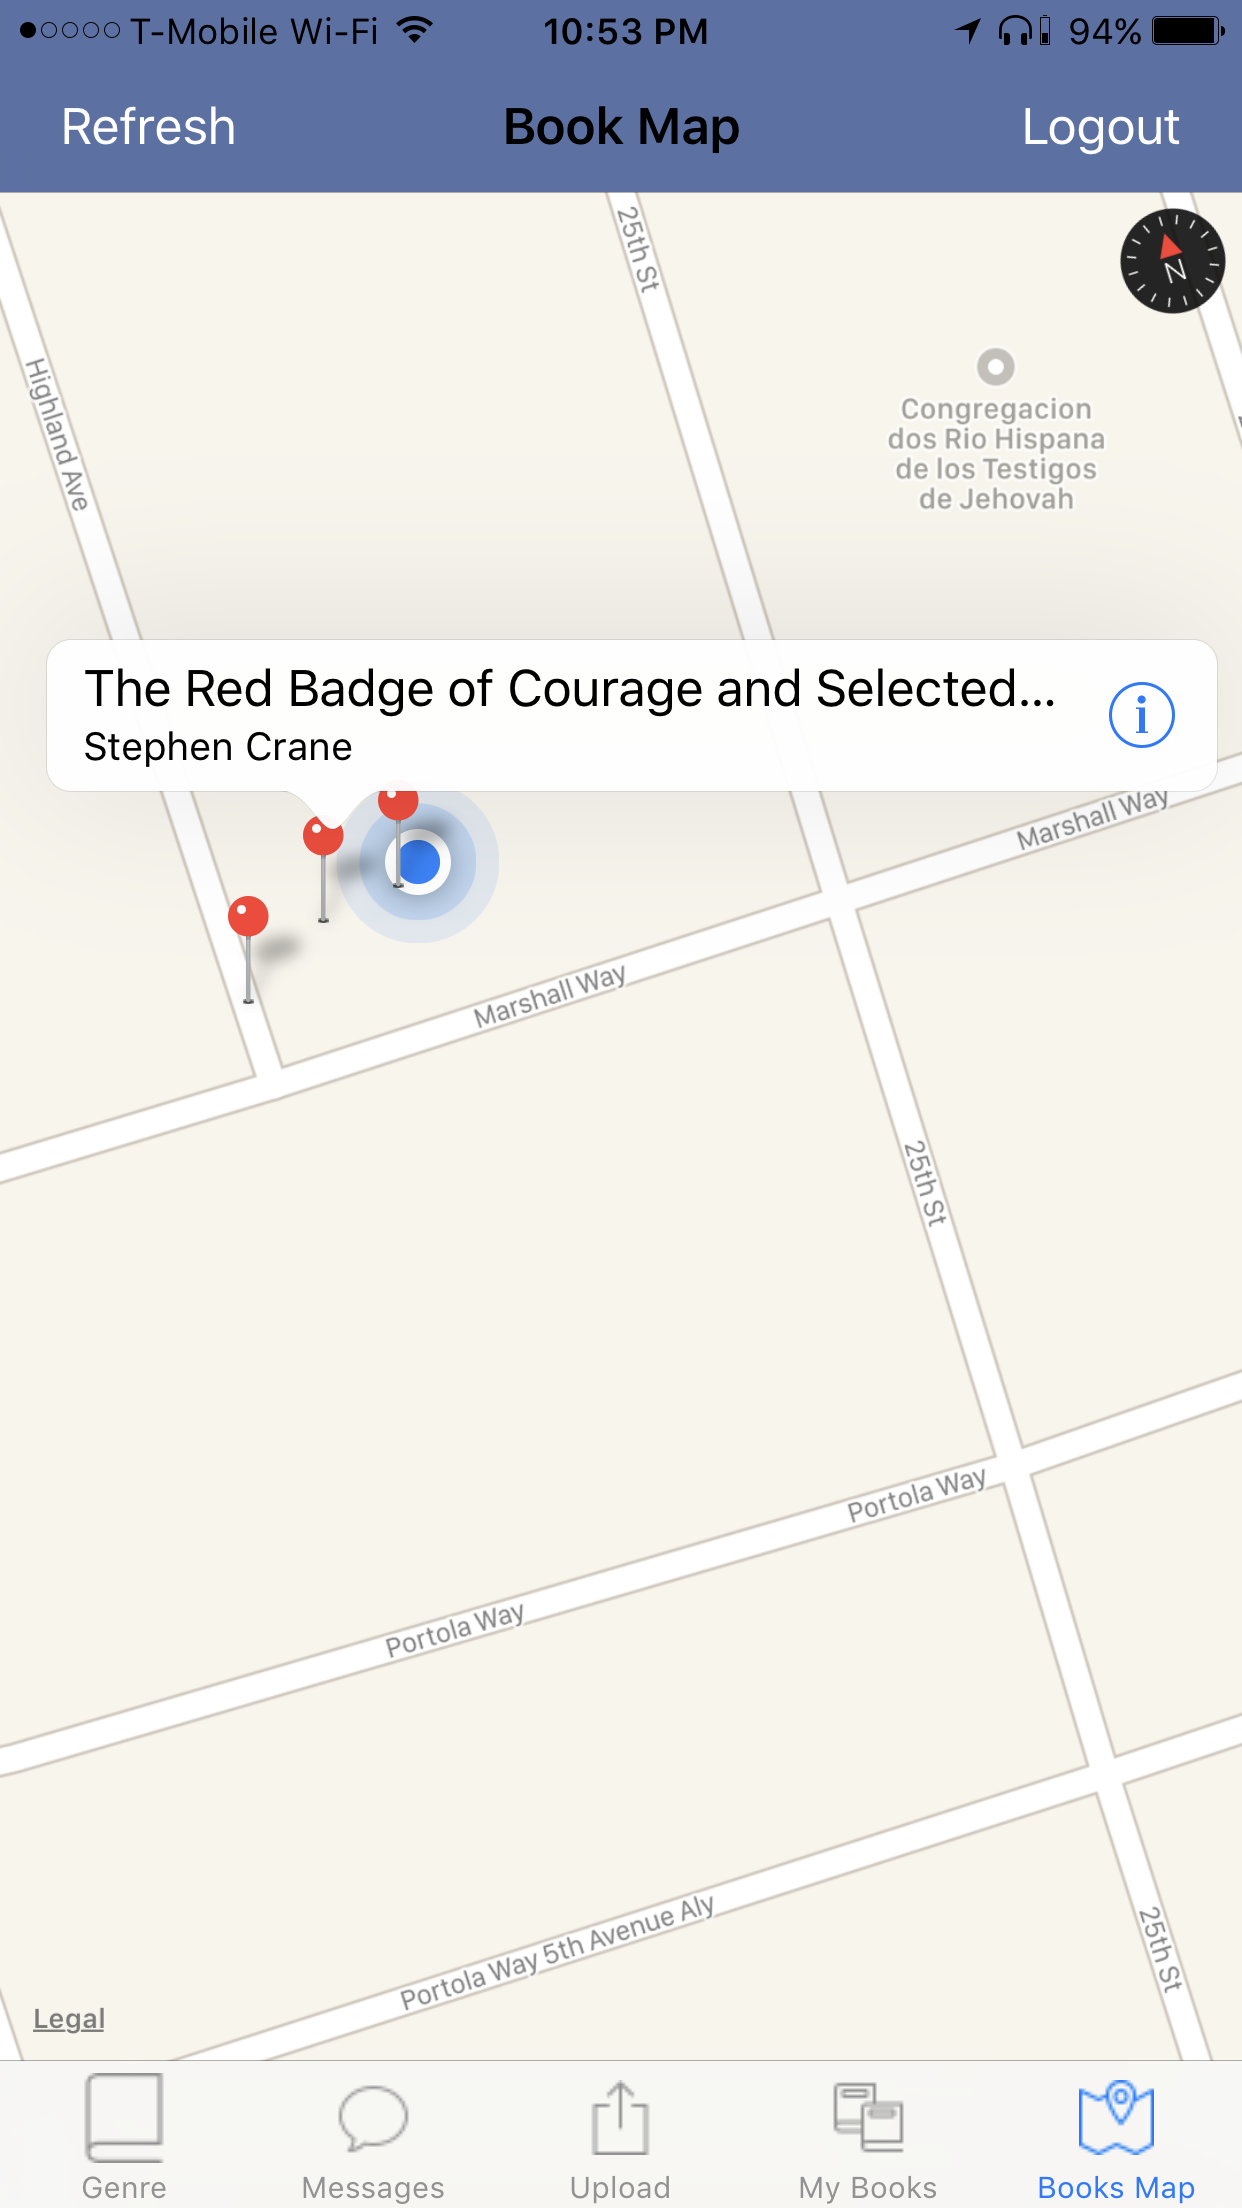 T-Mobile Wi-Fi 10:53 PM 94%
Refresh Book Map Logout
25th St
N
Highland Ave
Congregacion
dos Rio Hispana
de los Testigos
de Jehovah
The Red Badge of Courage and Selected...
Stephen Crane
i
Marshall Way
Marshall Way
25th St
Portola Way
Portola Way
Portola Way 5th Avenue Aly
25th St
Legal
Genre Messages Upload My Books Books Map